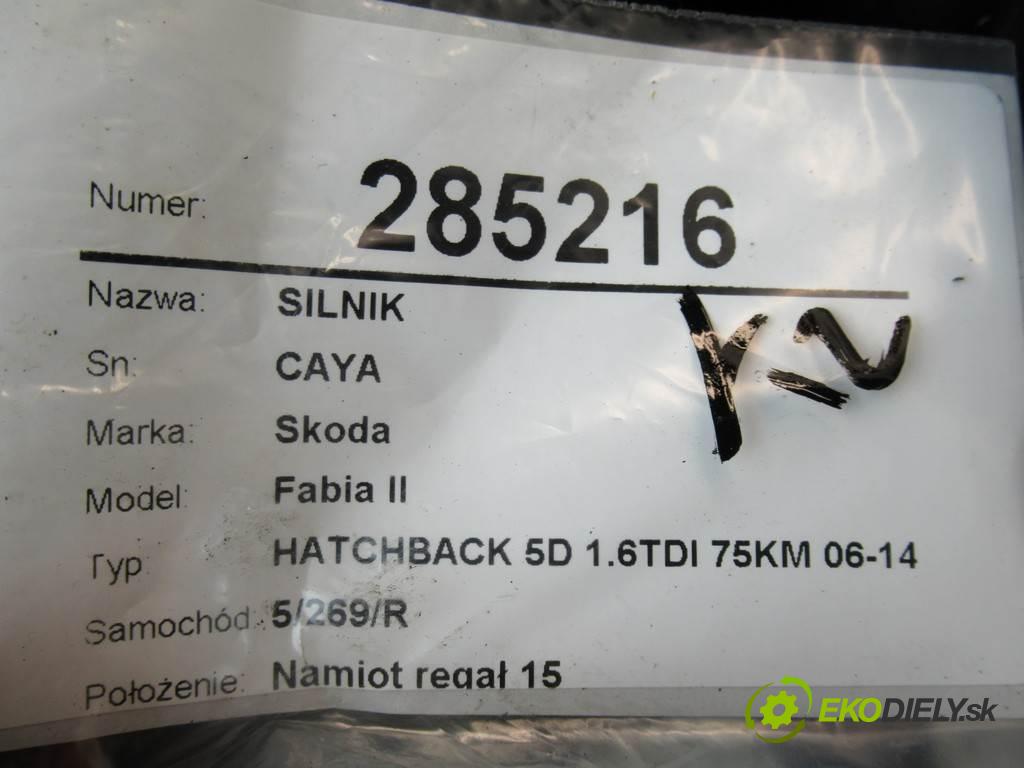 Numer: 285216
Nazwa: SILNIK
Sn: CAYA
Marka: Skoda
Model: Fabia II
Typ HATCHBACK 5D 1.6TDI 75KM 06-14
Samochód: 5/269/R
Położenie: Namiot regał 15
EKODIELY.sk